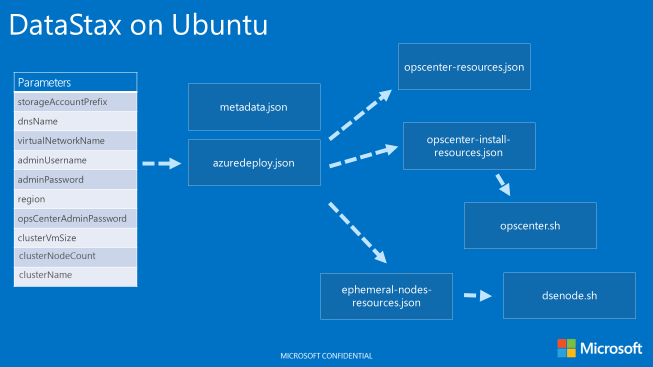 DataStax on Ubuntu
Parameters
storageAccountPrefix
dnsName
virtualNetworkName
adminUsername
adminPassword
region
opsCenterAdminPassword
clusterVmSize
clusterNodeCount
clusterName
metadata.json
azuredeploy.json
opscenter-resources.json
opscenter-install-
resources.json
opscenter.sh
ephemeral-nodes-
resources.json
dsenode.sh
MICROSOFT CONFIDENTIAL
Microsoft